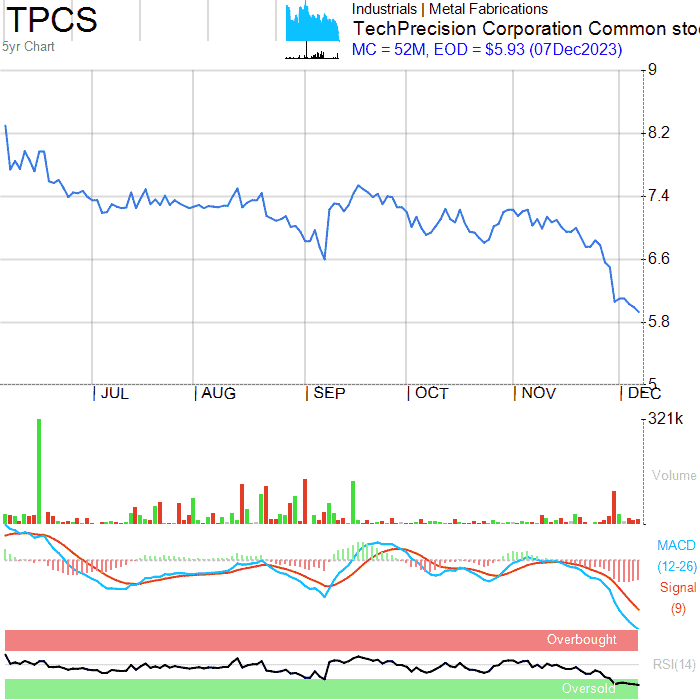 TPCS
5yr Chart
Industrials | Metal Fabrications
TechPrecision Corporation Common stoc
MC = 52M, EOD = $5.93 (07Dec2023)
9
8.2
7.4
6.6
5.8
5
JUL
AUG
SEP
OCT
NOV
DEC
321k
Volume
MACD
(12-26)
Signal
(9)
Overbought
RSI(14)
Oversold